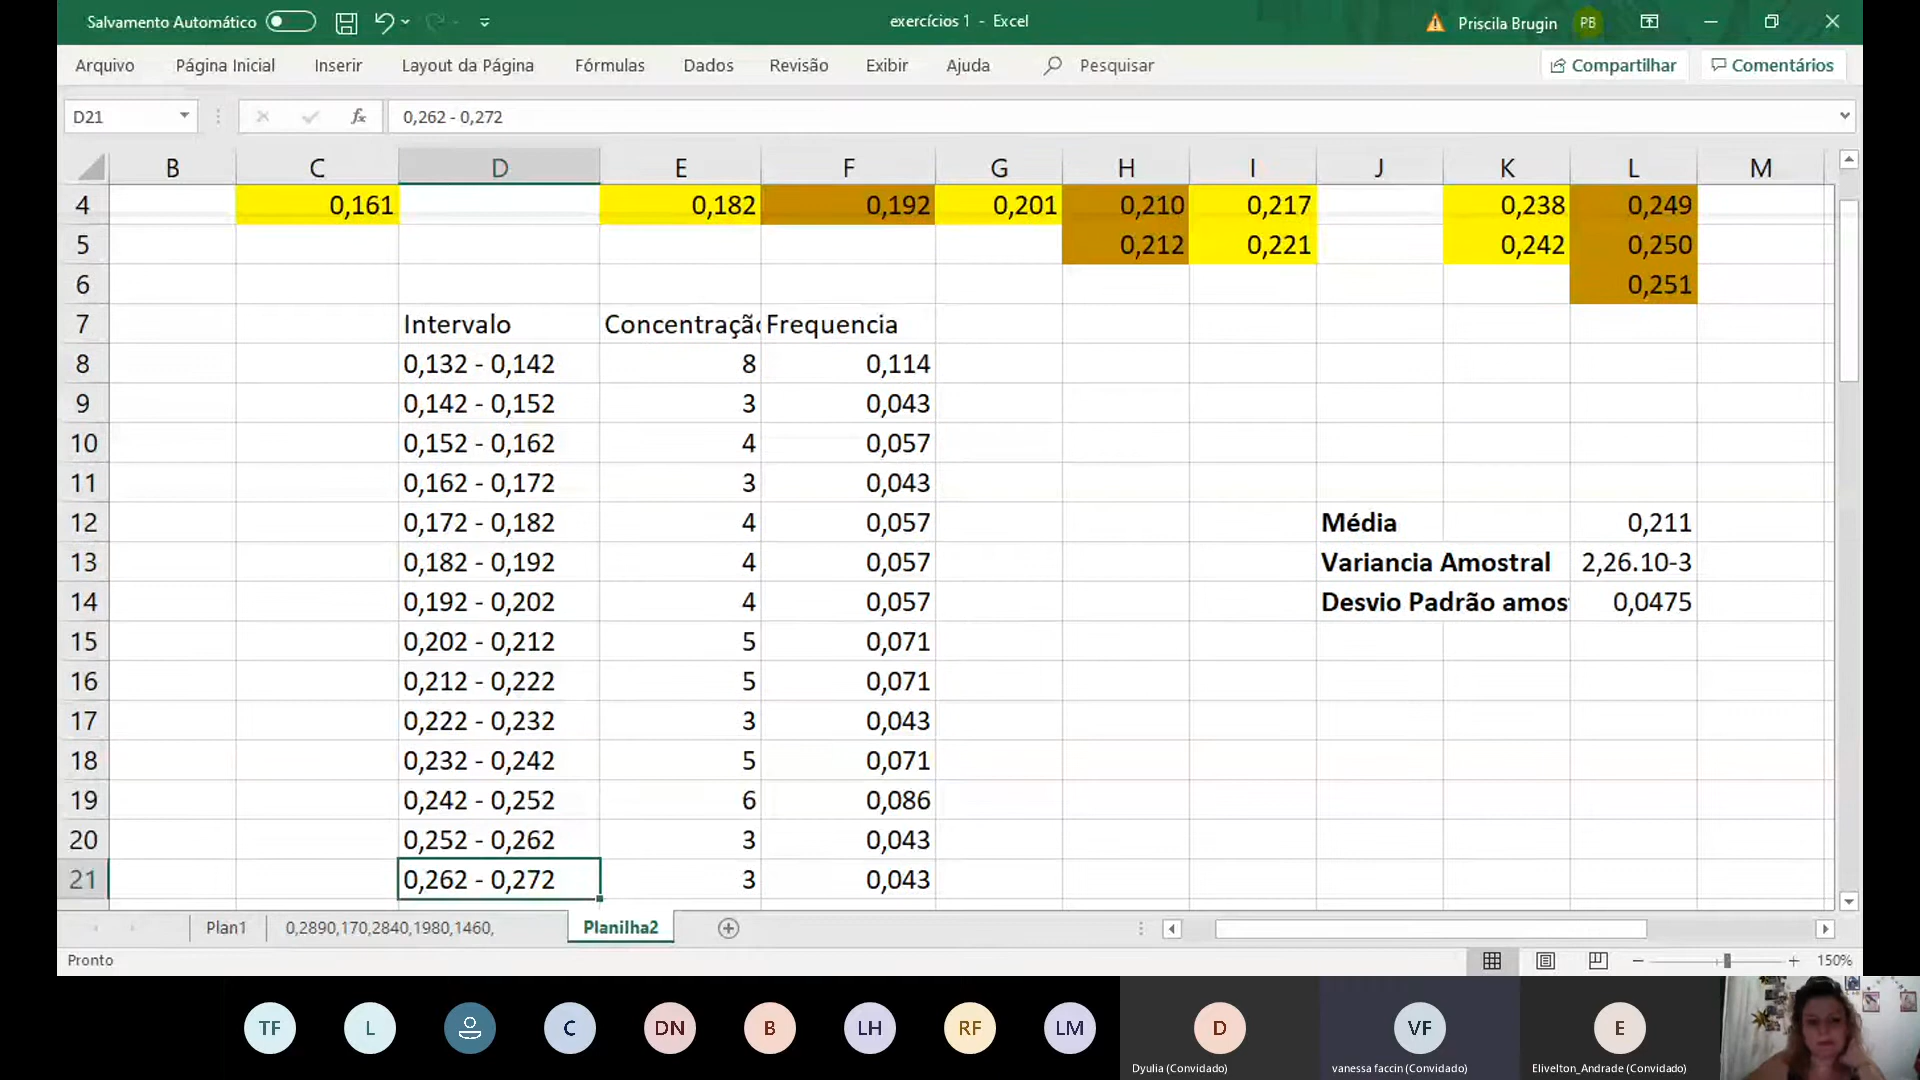 Salvamento Automático
exercícios 1 - Excel
Priscila Brugin
PB
Arquivo Página Inicial Inserir Layout da Página Fórmulas Dados Revisão Exibir Ajuda Pesquisar Compartilhar Comentários
D21 fx 0,262 - 0,272
B C D E F G H I J K L M
4 0,161 0,182 0,192 0,201 0,210 0,217 0,238 0,249
5 0,212 0,221 0,242 0,250
6 0,251
7 Intervalo Concentração Frequencia
8 0,132 - 0,142 8 0,114
9 0,142 - 0,152 3 0,043
10 0,152 - 0,162 4 0,057
11 0,162 - 0,172 3 0,043
12 0,172 - 0,182 4 0,057 Média 0,211
13 0,182 - 0,192 4 0,057 Variancia Amostral 2,26.10-3
14 0,192 - 0,202 4 0,057 Desvio Padrão amos 0,0475
15 0,202 - 0,212 5 0,071
16 0,212 - 0,222 5 0,071
17 0,222 - 0,232 3 0,043
18 0,232 - 0,242 5 0,071
19 0,242 - 0,252 6 0,086
20 0,252 - 0,262 3 0,043
21 0,262 - 0,272 3 0,043
Plan1 0,2890,170,2840,1980,1460, Planilha2
Pronto 150%
TF L C DN B LH RF LM D VF E
Dyulia (Convidado) vanessa faccin (Convidado) Elivelton_Andrade (Convidado)